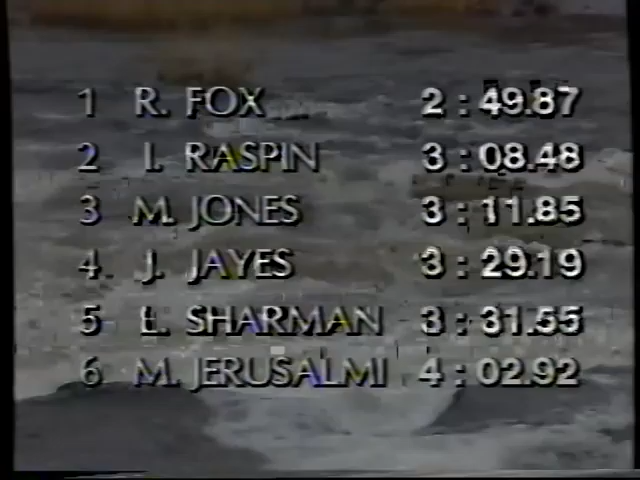 1 R. FOX 2 : 49.87
2 I. RASPIN 3 : 08.48
3 M. JONES 3 : 11.85
4 J. JAYES 3 : 29.19
5 L. SHARMAN 3 : 31.55
6 M. JERUSALMI 4 : 02.92